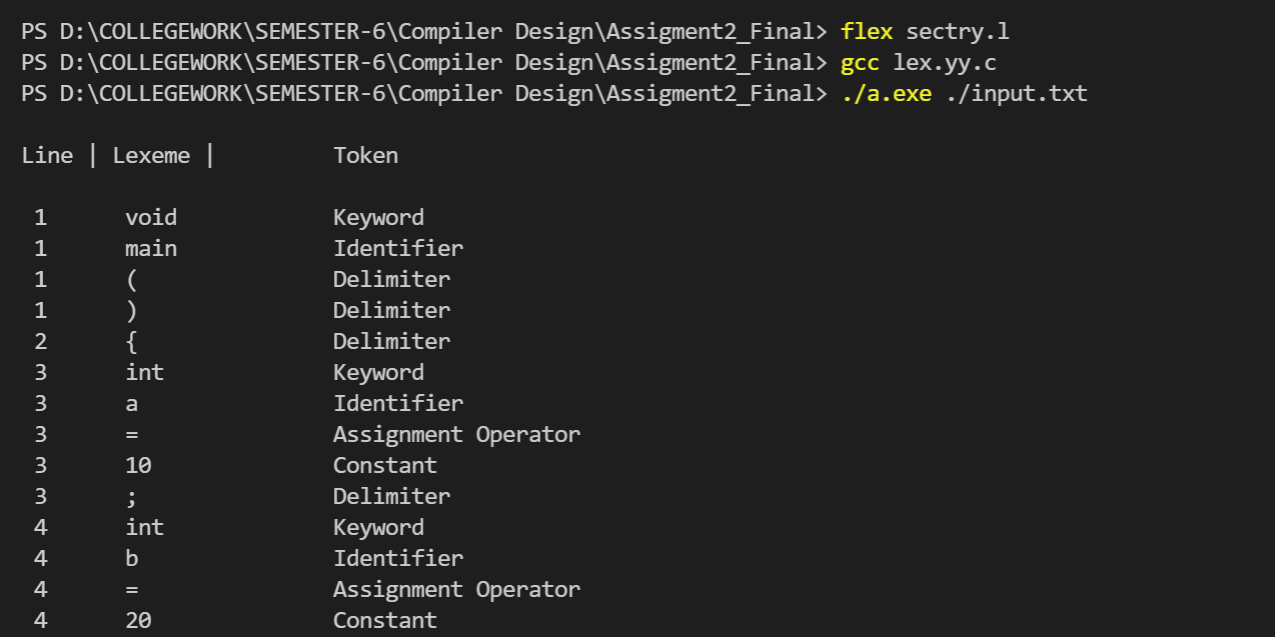 PS D:\COLLEGEWORK\SEMESTER-6\Compiler Design\Assigment2_Final> flex sectry.l
PS D:\COLLEGEWORK\SEMESTER-6\Compiler Design\Assigment2_Final> gcc lex.yy.c
PS D:\COLLEGEWORK\SEMESTER-6\Compiler Design\Assigment2_Final> ./a.exe ./input.txt
Line | Lexeme |         Token
1      void            Keyword
1      main            Identifier
1      (               Delimiter
1      )               Delimiter
2      {               Delimiter
3      int             Keyword
3      a               Identifier
3      =               Assignment Operator
3      10              Constant
3      ;               Delimiter
4      int             Keyword
4      b               Identifier
4      =               Assignment Operator
4      20              Constant